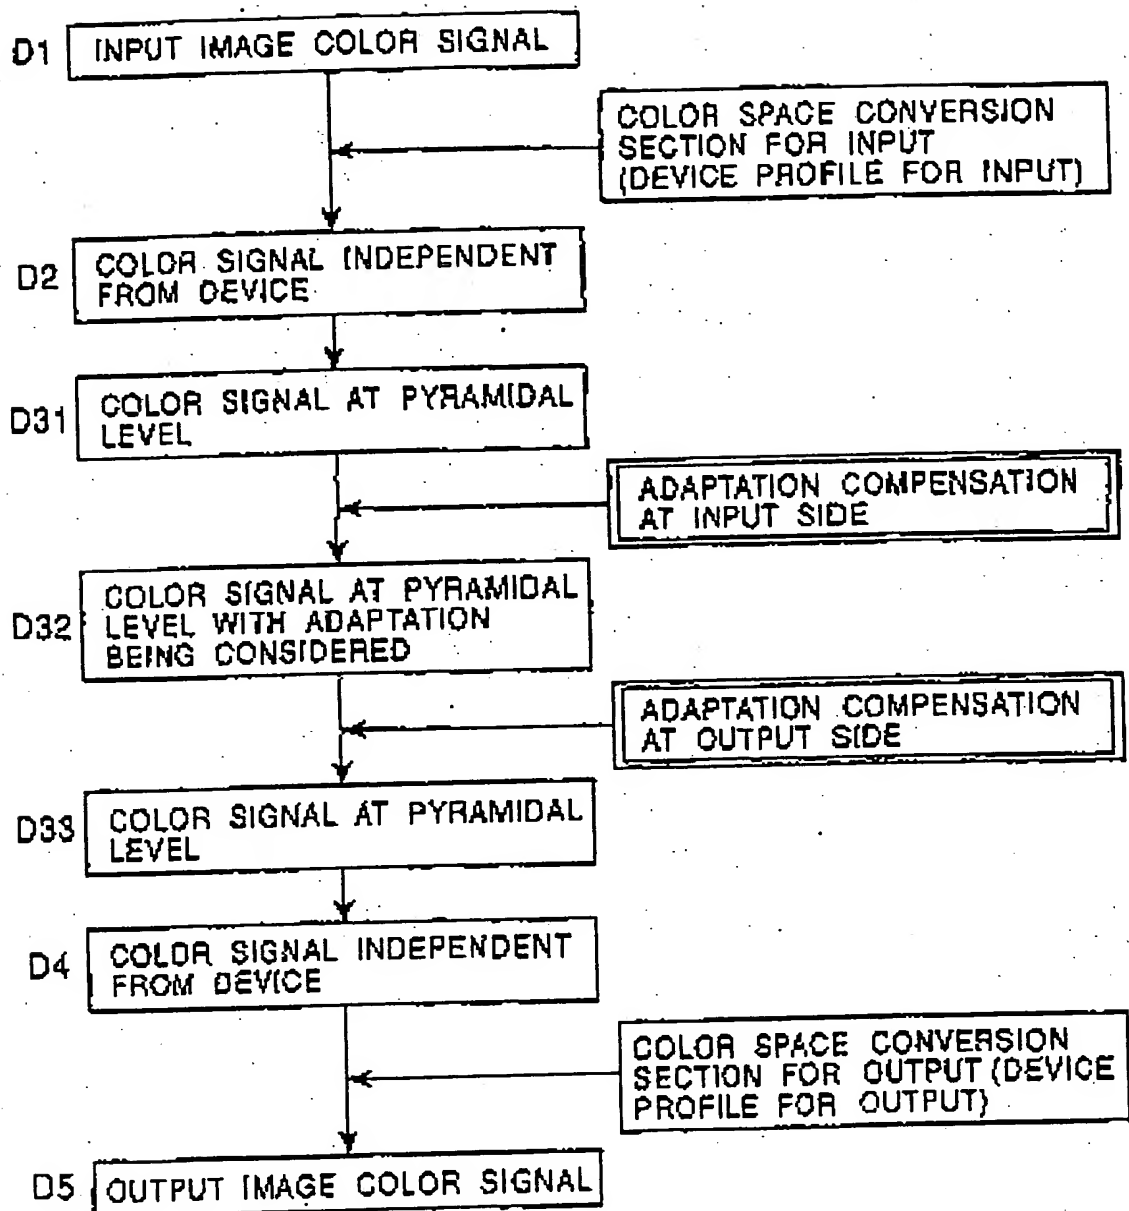 D1 INPUT IMAGE COLOR SIGNAL
COLOR SPACE CONVERSION
SECTION FOR INPUT
(DEVICE PROFILE FOR INPUT)
D2 COLOR SIGNAL INDEPENDENT
FROM DEVICE
D31 COLOR SIGNAL AT PYRAMIDAL
LEVEL
ADAPTATION COMPENSATION
AT INPUT SIDE
D32 COLOR SIGNAL AT PYRAMIDAL
LEVEL WITH ADAPTATION
BEING CONSIDERED
ADAPTATION COMPENSATION
AT OUTPUT SIDE
D33 COLOR SIGNAL AT PYRAMIDAL
LEVEL
D4 COLOR SIGNAL INDEPENDENT
FROM DEVICE
COLOR SPACE CONVERSION
SECTION FOR OUTPUT (DEVICE
PROFILE FOR OUTPUT)
D5 OUTPUT IMAGE COLOR SIGNAL